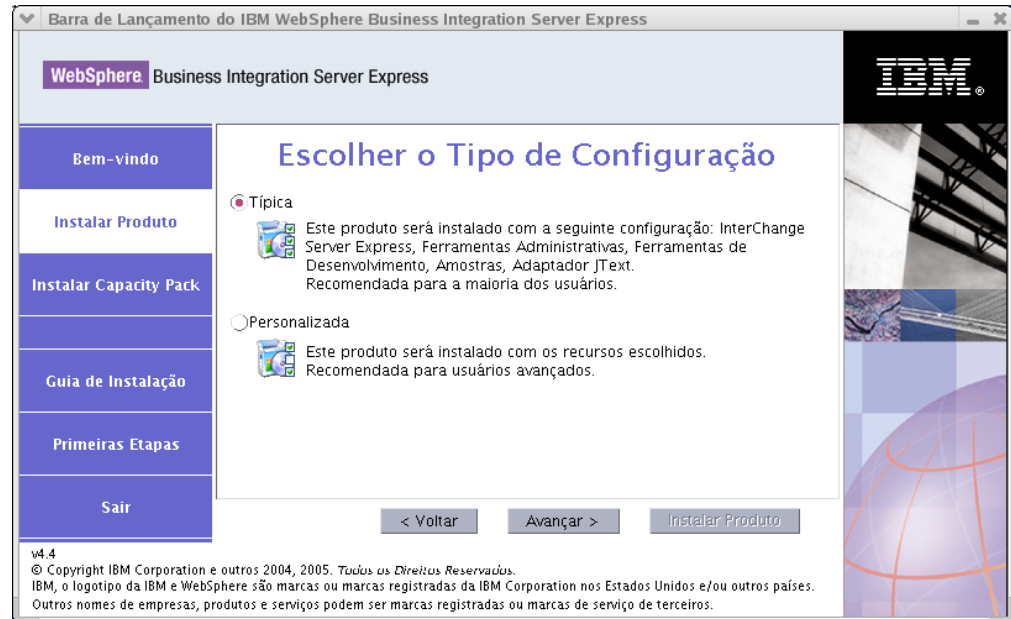 Barra de Lançamento do IBM WebSphere Business Integration Server Express
WebSphere. Business Integration Server Express
IBM®
Bem-vindo
Instalar Produto
Instalar Capacity Pack
Guia de Instalação
Primeiras Etapas
Sair
Escolher o Tipo de Configuração
Típica
Este produto será instalado com a seguinte configuração: InterChange
Server Express, Ferramentas Administrativas, Ferramentas de
Desenvolvimento, Amostras, Adaptador JText.
Recomendada para a maioria dos usuários.
Personalizada
Este produto será instalado com os recursos escolhidos.
Recomendada para usuários avançados.
< Voltar
Avançar >
Instalar Produto
v4.4
© Copyright IBM Corporation e outros 2004, 2005. Todos os Direitos Reservados.
IBM, o logotipo da IBM e WebSphere são marcas ou marcas registradas da IBM Corporation nos Estados Unidos e/ou outros países.
Outros nomes de empresas, produtos e serviços podem ser marcas registradas ou marcas de serviço de terceiros.